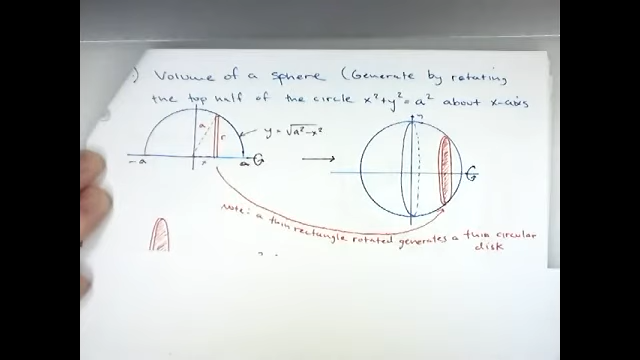 ) Volume of a sphere (Generate by rotating
the top half of the circle x²+y²=a² about x-axis
a r y = √a²-x²
-a x a
Note: a thin rectangle rotated generates a thin circular
disk